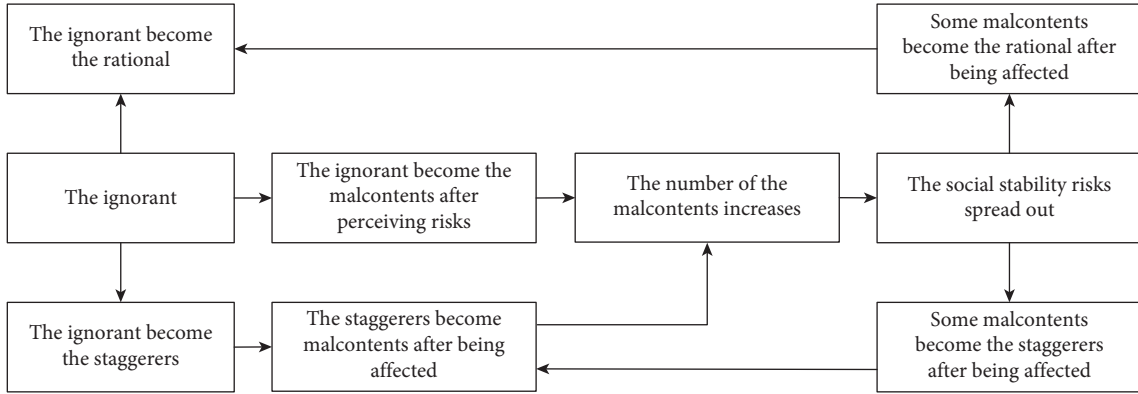 The ignorant become
the rational
Some malcontents
become the rational after
being affected
The ignorant
The ignorant become the
malcontents after
perceiving risks
The number of the
malcontents increases
The social stability risks
spread out
The ignorant become
the staggerers
The staggerers become
malcontents after being
affected
Some malcontents
become the staggerers
after being affected